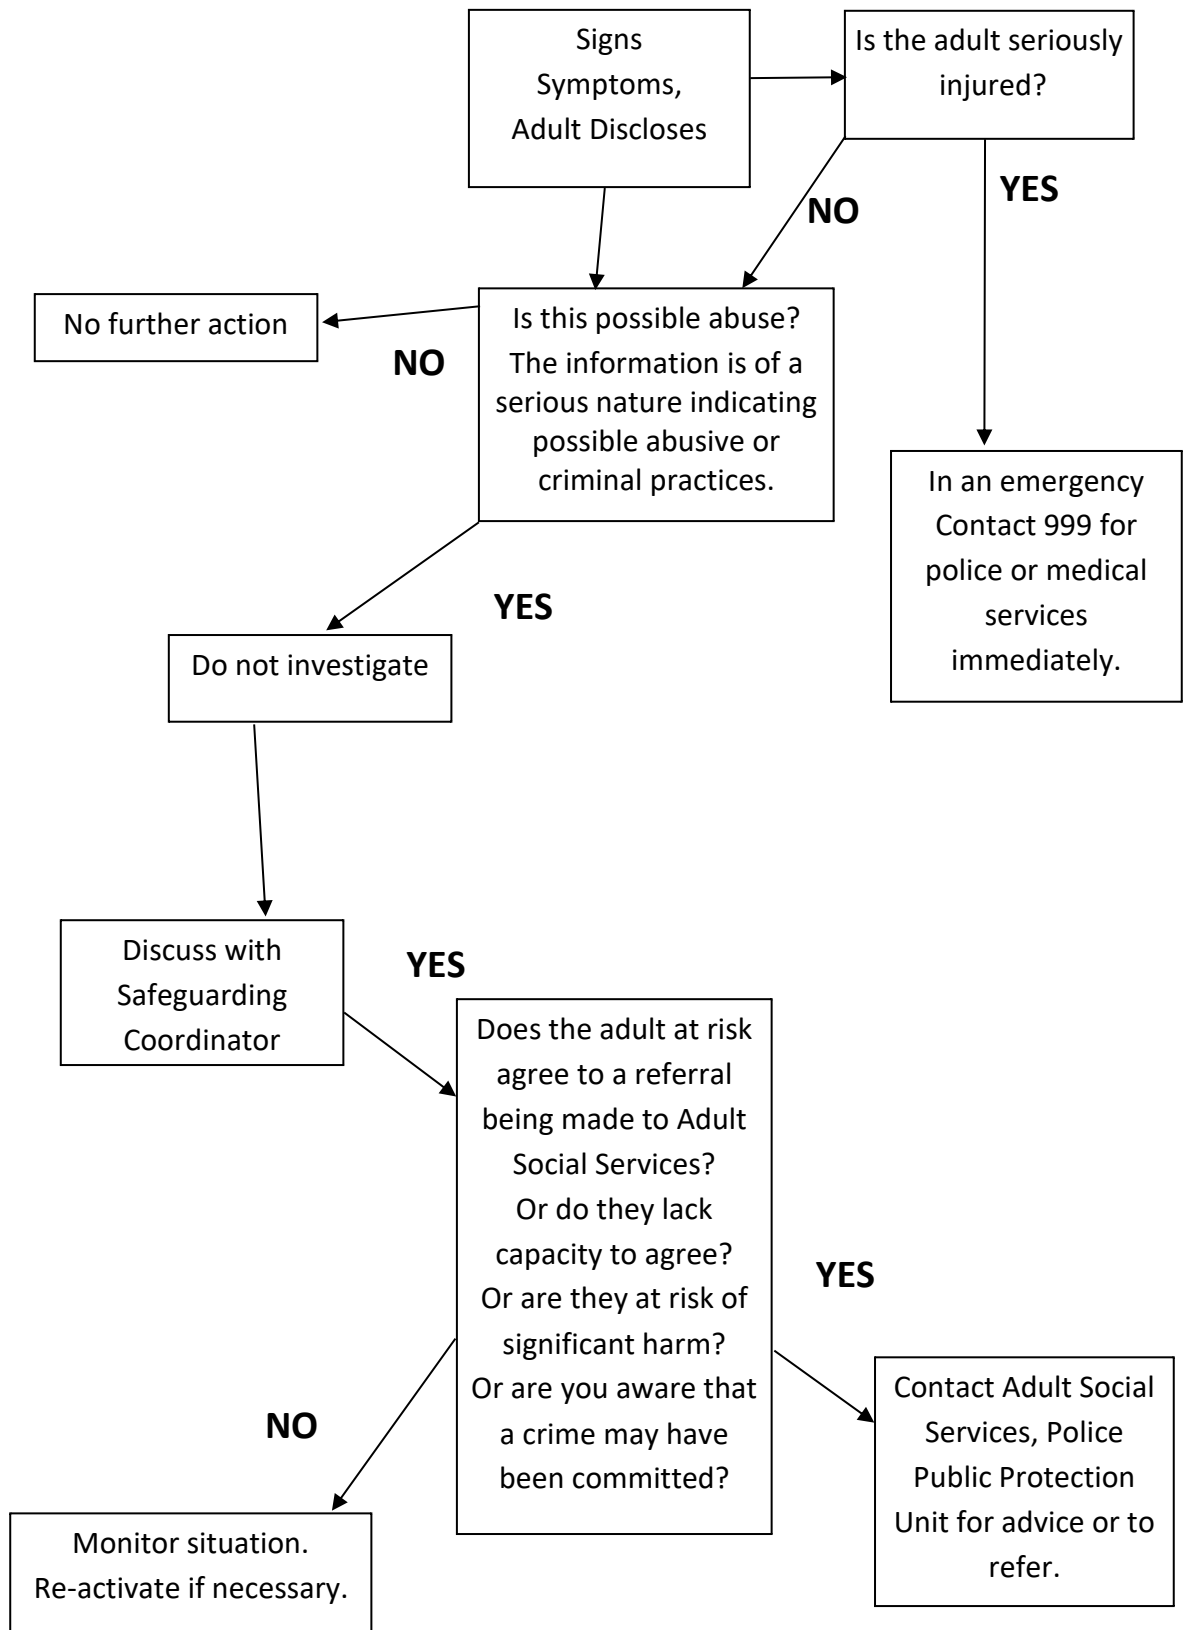 Signs
Symptoms,
Adult Discloses
Is the adult seriously
injured?
YES
NO
No further action
NO
Is this possible abuse?
The information is of a
serious nature indicating
possible abusive or
criminal practices.
In an emergency
Contact 999 for
police or medical
services
immediately.
YES
Do not investigate
Discuss with
Safeguarding
Coordinator
YES
Does the adult at risk
agree to a referral
being made to Adult
Social Services?
Or do they lack
capacity to agree?
Or are they at risk of
significant harm?
Or are you aware that
a crime may have
been committed?
YES
NO
Contact Adult Social
Services, Police
Public Protection
Unit for advice or to
refer.
Monitor situation.
Re-activate if necessary.